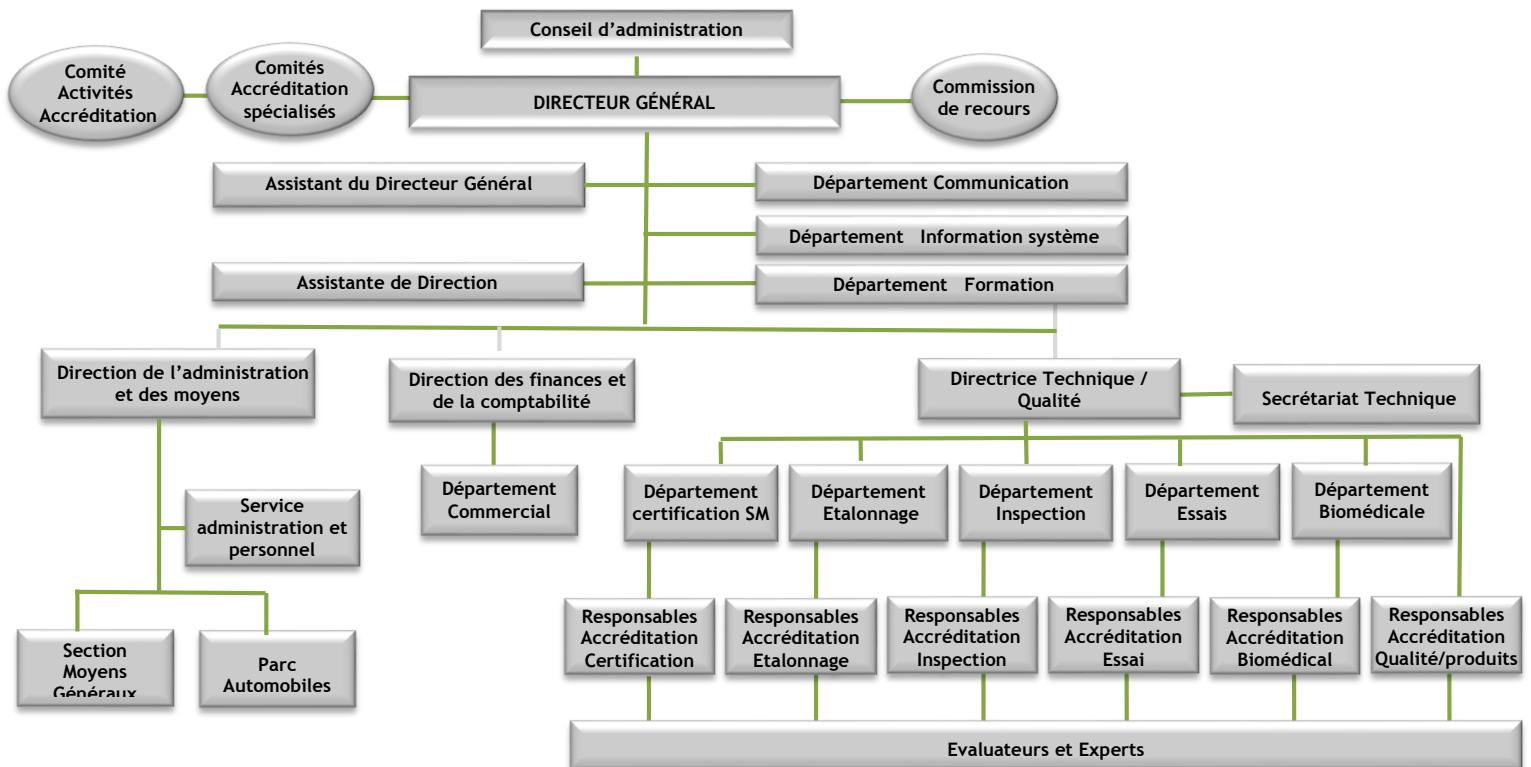 Conseil d’administration
Comité
Activités
Accréditation
Comités
Accréditation
spécialisés
DIRECTEUR GÉNÉRAL
Commission
de recours
Assistant du Directeur Général
Département Communication
Département Information système
Assistante de Direction
Département Formation
Direction de l’administration
et des moyens
Direction des finances et
de la comptabilité
Directrice Technique /
Qualité
Secrétariat Technique
Service
administration et
personnel
Département
Commercial
Département
certification SM
Département
Etalonnage
Département
Inspection
Département
Essais
Département
Biomédicale
Section
Moyens
Généraux
Parc
Automobiles
Responsables
Accréditation
Certification
Responsables
Accréditation
Etalonnage
Responsables
Accréditation
Inspection
Responsables
Accréditation
Essai
Responsables
Accréditation
Biomédical
Responsables
Accréditation
Qualité/produits
Evaluateurs et Experts